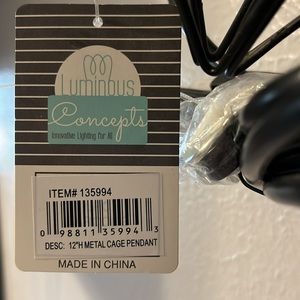 Luminous
Concepts
Innovative Lighting for All
ITEM# 135994
0 98811 35994 3
DESC: 12"H METAL CAGE PENDANT
MADE IN CHINA